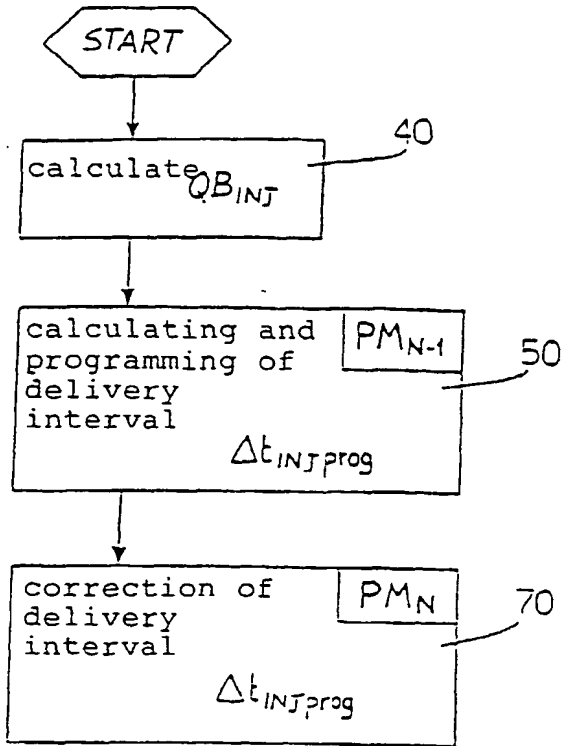 START
40
calculate QB_INJ
calculating and PM_N-1
programming of
50
delivery
interval
Δt_INJprog
correction of PM_N
70
delivery
interval
Δt_INJprog